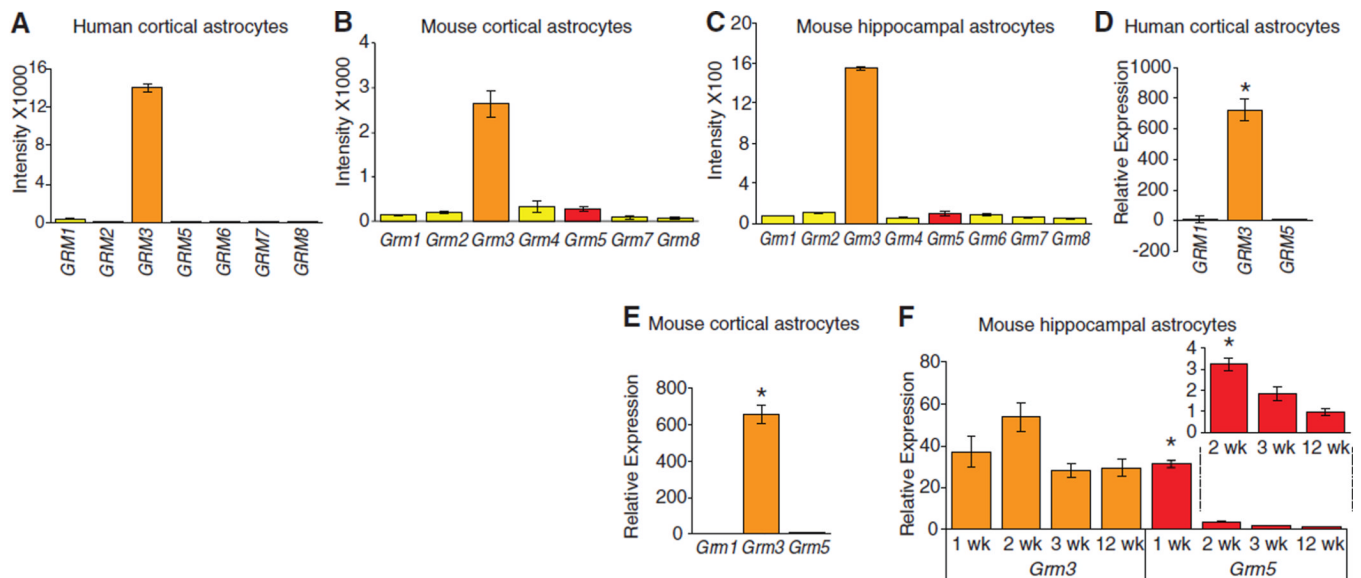 A Human cortical astrocytes
Intensity X1000
16
12
8
4
0
GRM1 GRM2 GRM3 GRM5 GRM6 GRM7 GRM8
B Mouse cortical astrocytes
Intensity X1000
4
3
2
1
0
Grm1 Grm2 Grm3 Grm4 Grm5 Grm7 Grm8
C Mouse hippocampal astrocytes
Intensity X100
20
16
12
8
4
0
Grm1 Grm2 Grm3 Grm4 Grm5 Grm6 Grm7 Grm8
D Human cortical astrocytes
Relative Expression
1000
800
600
400
200
0
-200
*
GRM1 GRM3 GRM5
E Mouse cortical astrocytes
Relative Expression
800
600
400
200
0
*
Grm1 Grm3 Grm5
F Mouse hippocampal astrocytes
Relative Expression
80
60
40
20
0
*
1 wk 2 wk 3 wk 12 wk 1 wk 2 wk 3 wk 12 wk
Grm3 Grm5
4
3
2
1
0
*
2 wk 3 wk 12 wk